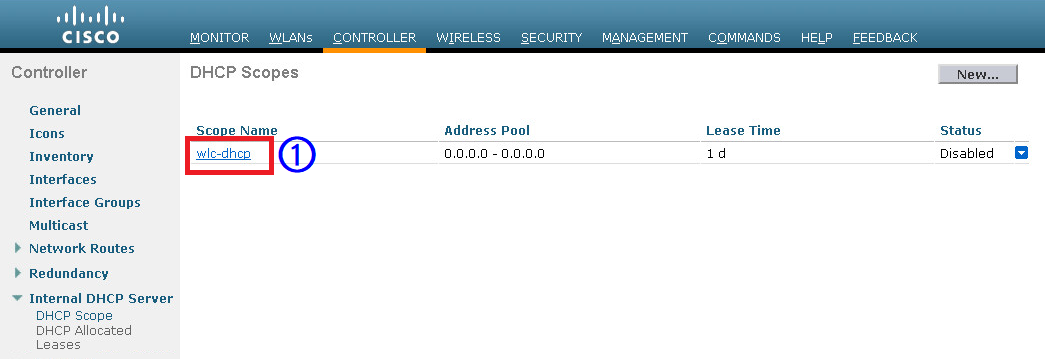 CISCO
MONITOR WLANs CONTROLLER WIRELESS SECURITY MANAGEMENT COMMANDS HELP FEEDBACK
Controller
General
Icons
Inventory
Interfaces
Interface Groups
Multicast
Network Routes
Redundancy
Internal DHCP Server
DHCP Scope
DHCP Allocated
Leases
DHCP Scopes
New...
Scope Name Address Pool Lease Time Status
wlc-dhcp 1 0.0.0.0 - 0.0.0.0 1 d Disabled